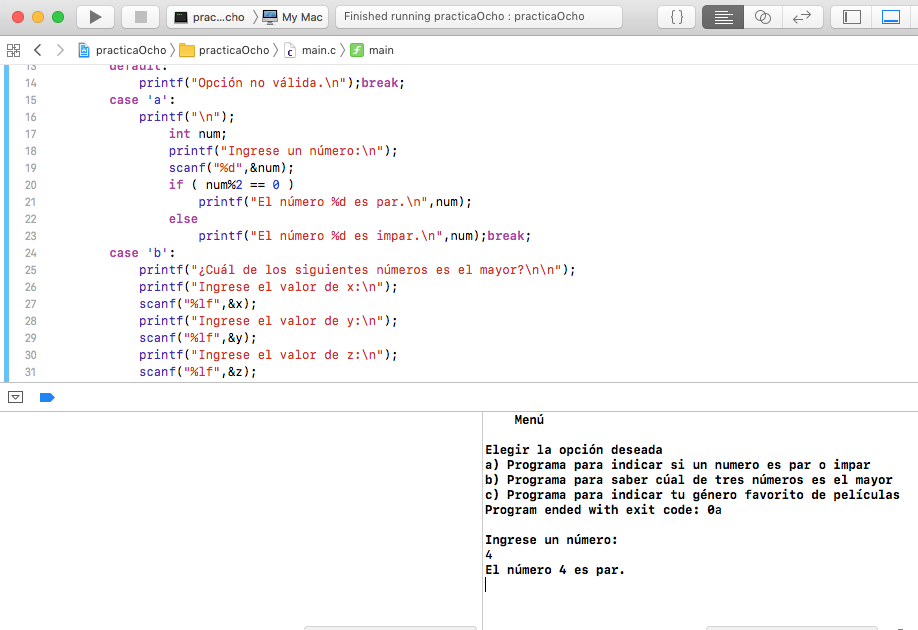 prac...cho 〉 My Mac
Finished running practicaOcho : practicaOcho
{ }
practicaOcho 〉 practicaOcho 〉 main.c 〉 main
13 default:
14 printf("Opción no válida.\n");break;
15 case 'a':
16 printf("\n");
17 int num;
18 printf("Ingrese un número:\n");
19 scanf("%d",&num);
20 if ( num%2 == 0 )
21 printf("El número %d es par.\n",num);
22 else
23 printf("El número %d es impar.\n",num);break;
24 case 'b':
25 printf("¿Cuál de los siguientes números es el mayor?\n\n");
26 printf("Ingrese el valor de x:\n");
27 scanf("%lf",&x);
28 printf("Ingrese el valor de y:\n");
29 scanf("%lf",&y);
30 printf("Ingrese el valor de z:\n");
31 scanf("%lf",&z);
Menú
Elegir la opción deseada
a) Programa para indicar si un numero es par o impar
b) Programa para saber cúal de tres números es el mayor
c) Programa para indicar tu género favorito de películas
Program ended with exit code: 0a
Ingrese un número:
4
El número 4 es par.